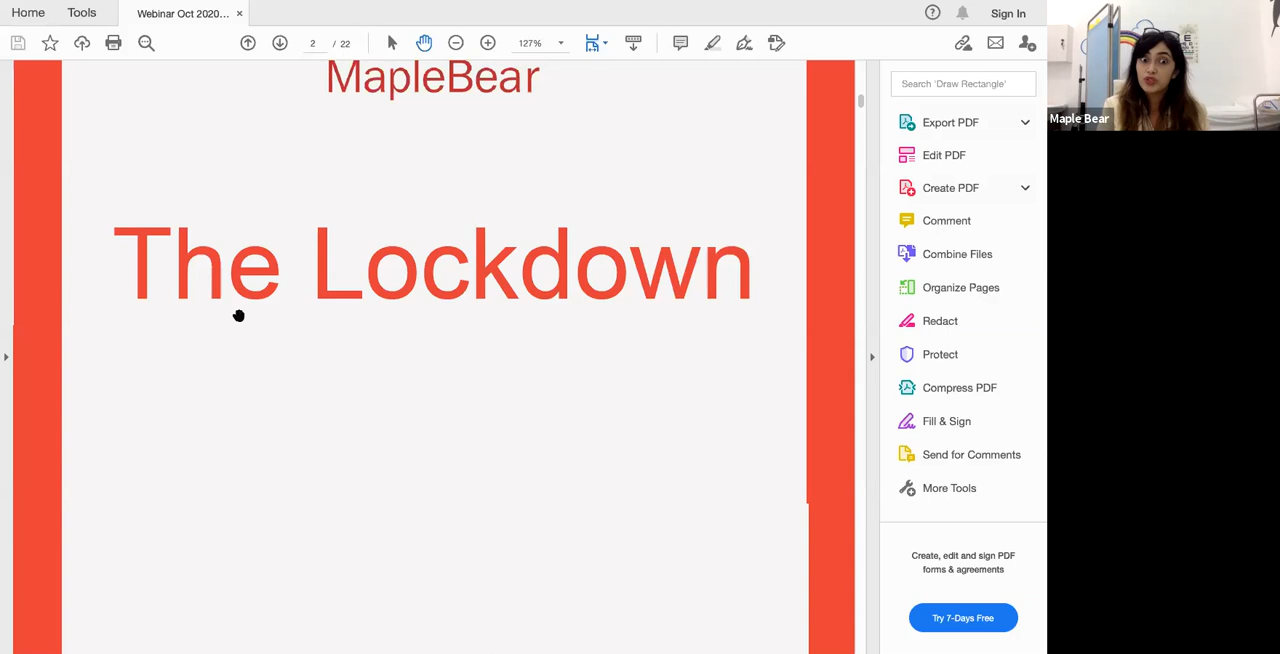 Home
Tools
Webinar Oct 2020...
×
Sign In
2
/ 22
127%
MapleBear
The Lockdown
Search 'Draw Rectangle'
Export PDF
Edit PDF
Create PDF
Comment
Combine Files
Organize Pages
Redact
Protect
Compress PDF
Fill & Sign
Send for Comments
More Tools
Create, edit and sign PDF
forms & agreements
Try 7-Days Free
Maple Bear